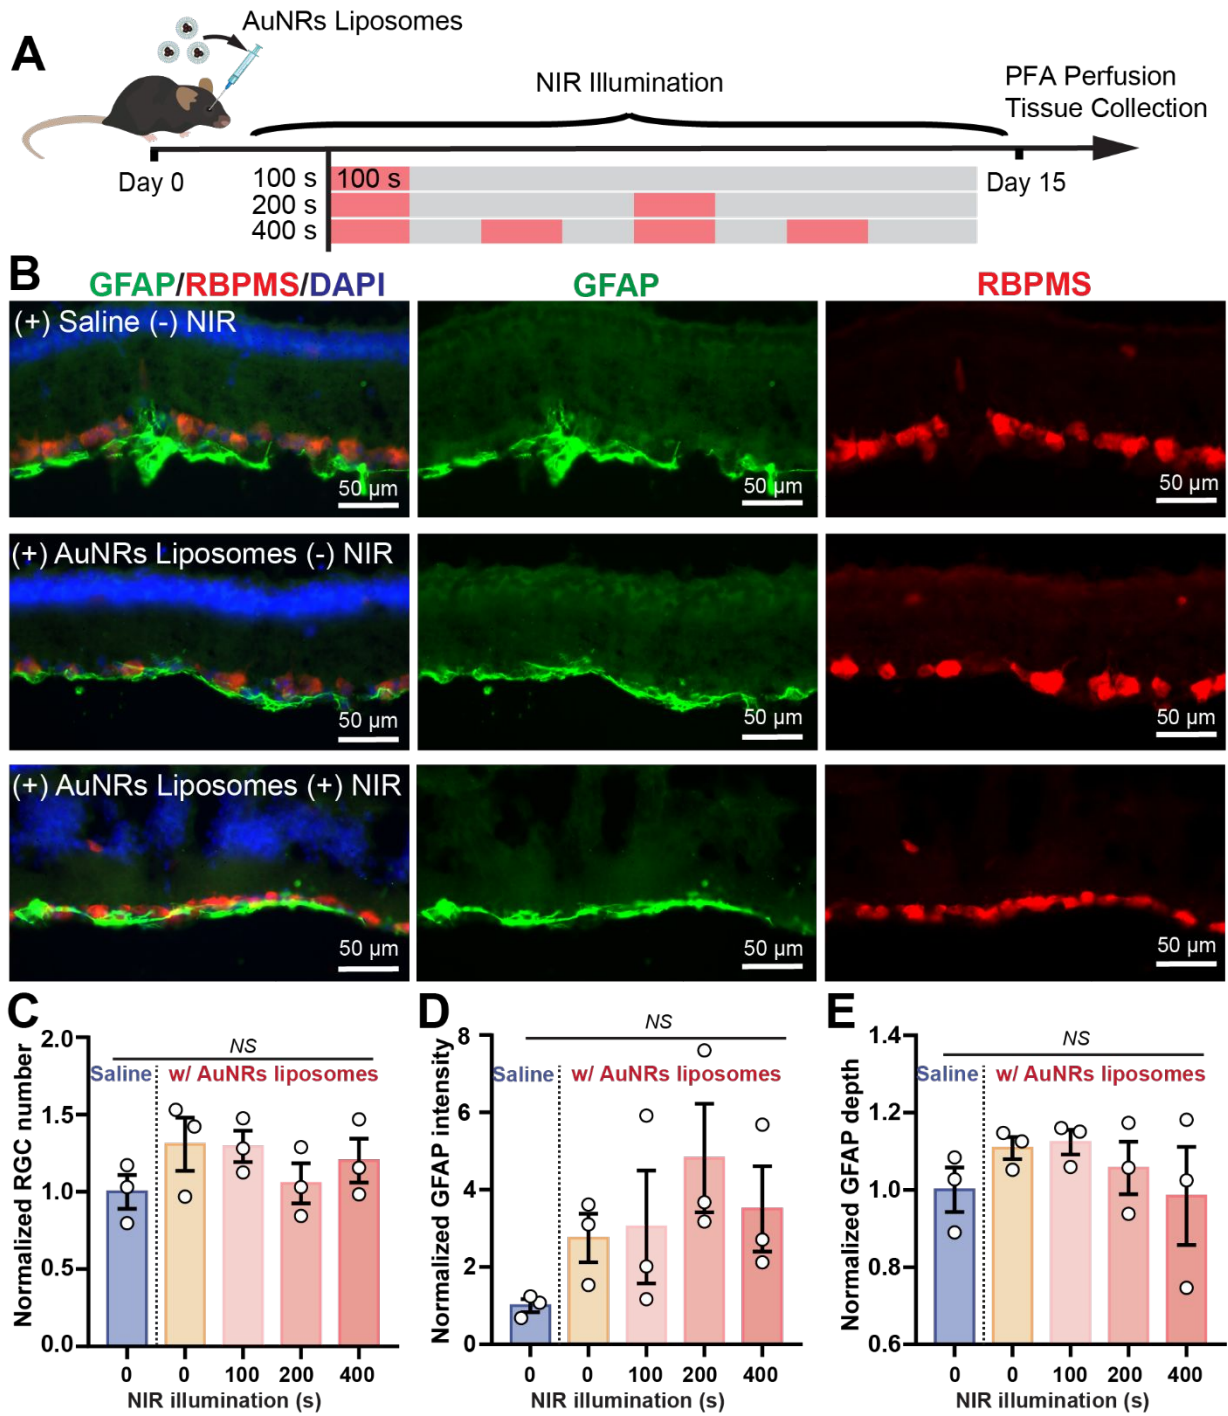 A
AuNRs Liposomes
NIR Illumination
PFA Perfusion
Tissue Collection
Day 0
Day 15
100 s
100 s
200 s
400 s
B
GFAP/RBPMS/DAPI
GFAP
RBPMS
(+) Saline (-) NIR
50 µm
50 µm
50 µm
(+) AuNRs Liposomes (-) NIR
50 µm
50 µm
50 µm
(+) AuNRs Liposomes (+) NIR
50 µm
50 µm
50 µm
C
Normalized RGC number
2.0
1.5
1.0
0.5
0.0
NS
Saline
w/ AuNRs liposomes
0 0 100 200 400
NIR illumination (s)
D
Normalized GFAP intensity
8
6
4
2
0
NS
Saline
w/ AuNRs liposomes
0 0 100 200 400
NIR illumination (s)
E
Normalized GFAP depth
1.4
1.2
1.0
0.8
0.6
NS
Saline
w/ AuNRs liposomes
0 0 100 200 400
NIR illumination (s)